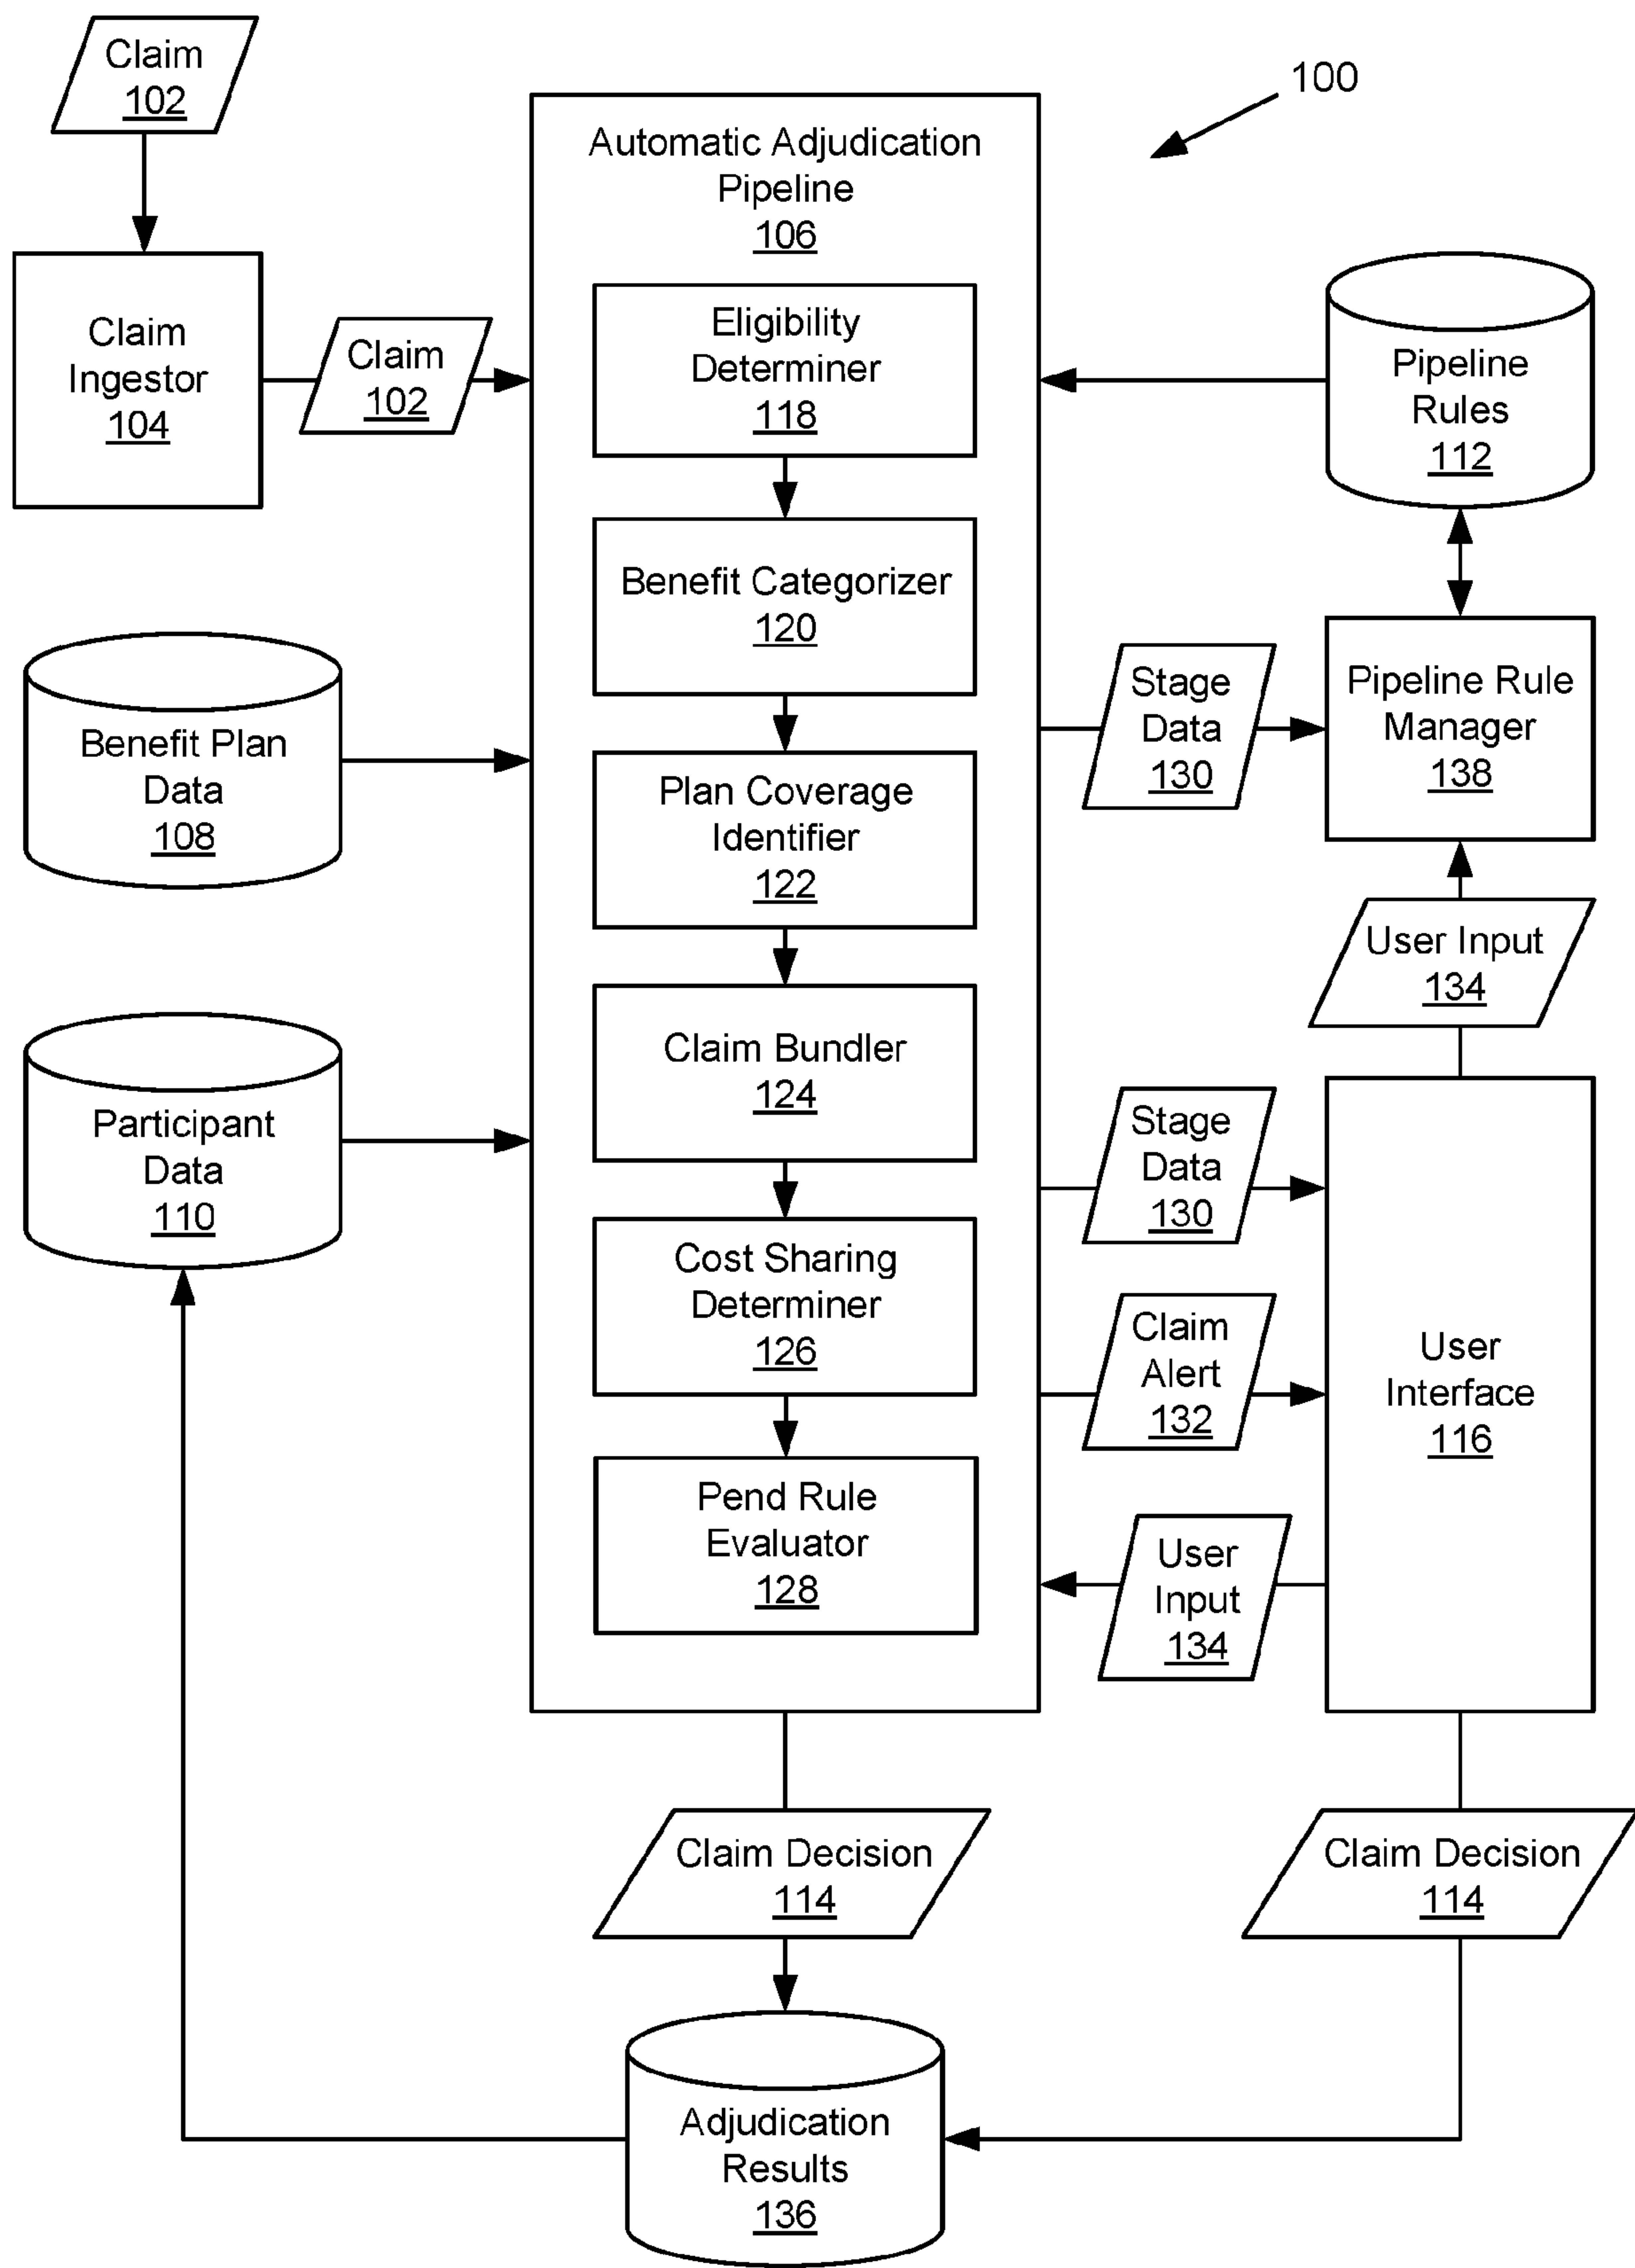 Claim
102
100
Automatic Adjudication
Pipeline
106
Claim
Ingestor
104
Claim
102
Eligibility
Determiner
118
Pipeline
Rules
112
Benefit Categorizer
120
Benefit Plan
Data
108
Stage
Data
130
Pipeline Rule
Manager
138
Plan Coverage
Identifier
122
User Input
134
Claim Bundler
124
Participant
Data
110
Stage
Data
130
Cost Sharing
Determiner
126
Claim
Alert
132
User
Interface
116
Pend Rule
Evaluator
128
User
Input
134
Claim Decision
114
Claim Decision
114
Adjudication
Results
136